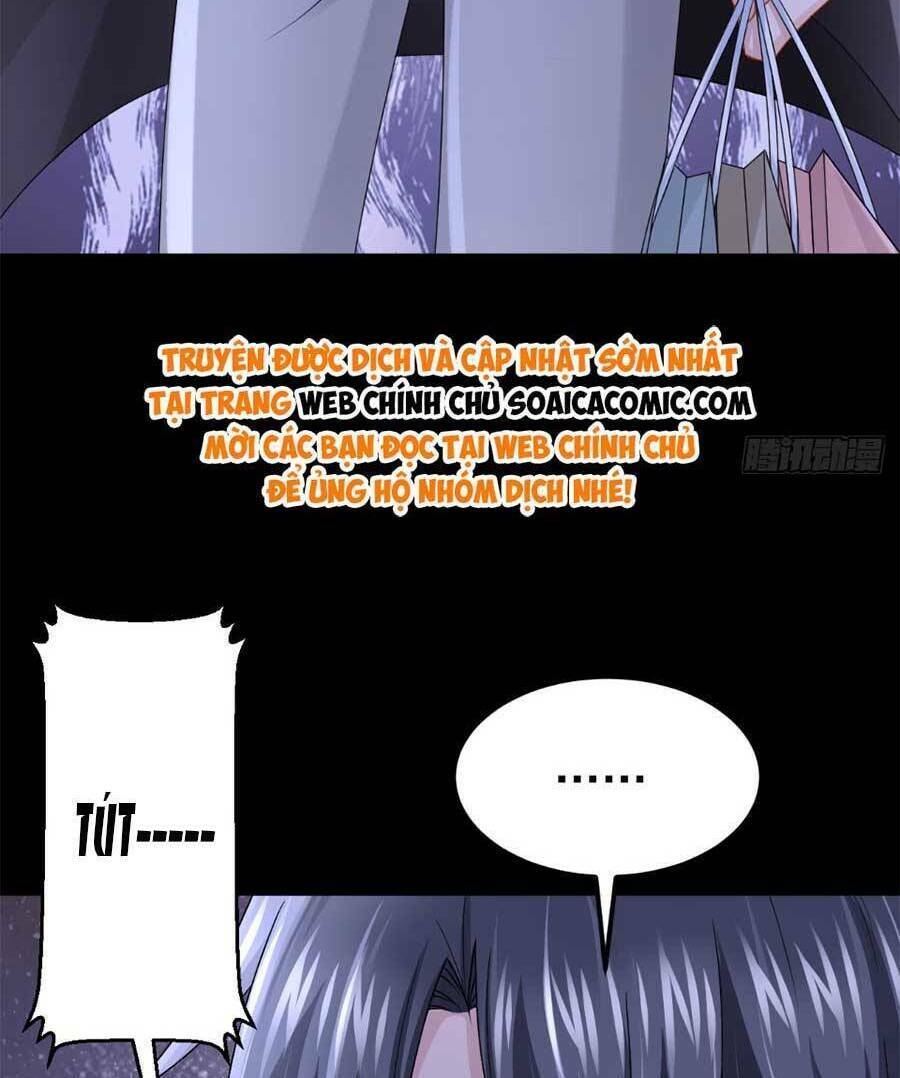 TRUYỆN ĐƯỢC DỊCH VÀ CẬP NHẬT SỚM NHẤT
TẠI TRANG WEB CHÍNH CHỦ SOAICACOMIC.COM
MỜI CÁC BẠN ĐỌC TẠI WEB CHÍNH CHỦ
ĐỂ ỦNG HỘ NHÓM DỊCH NHÉ!
腾讯动漫
TÚT------
······